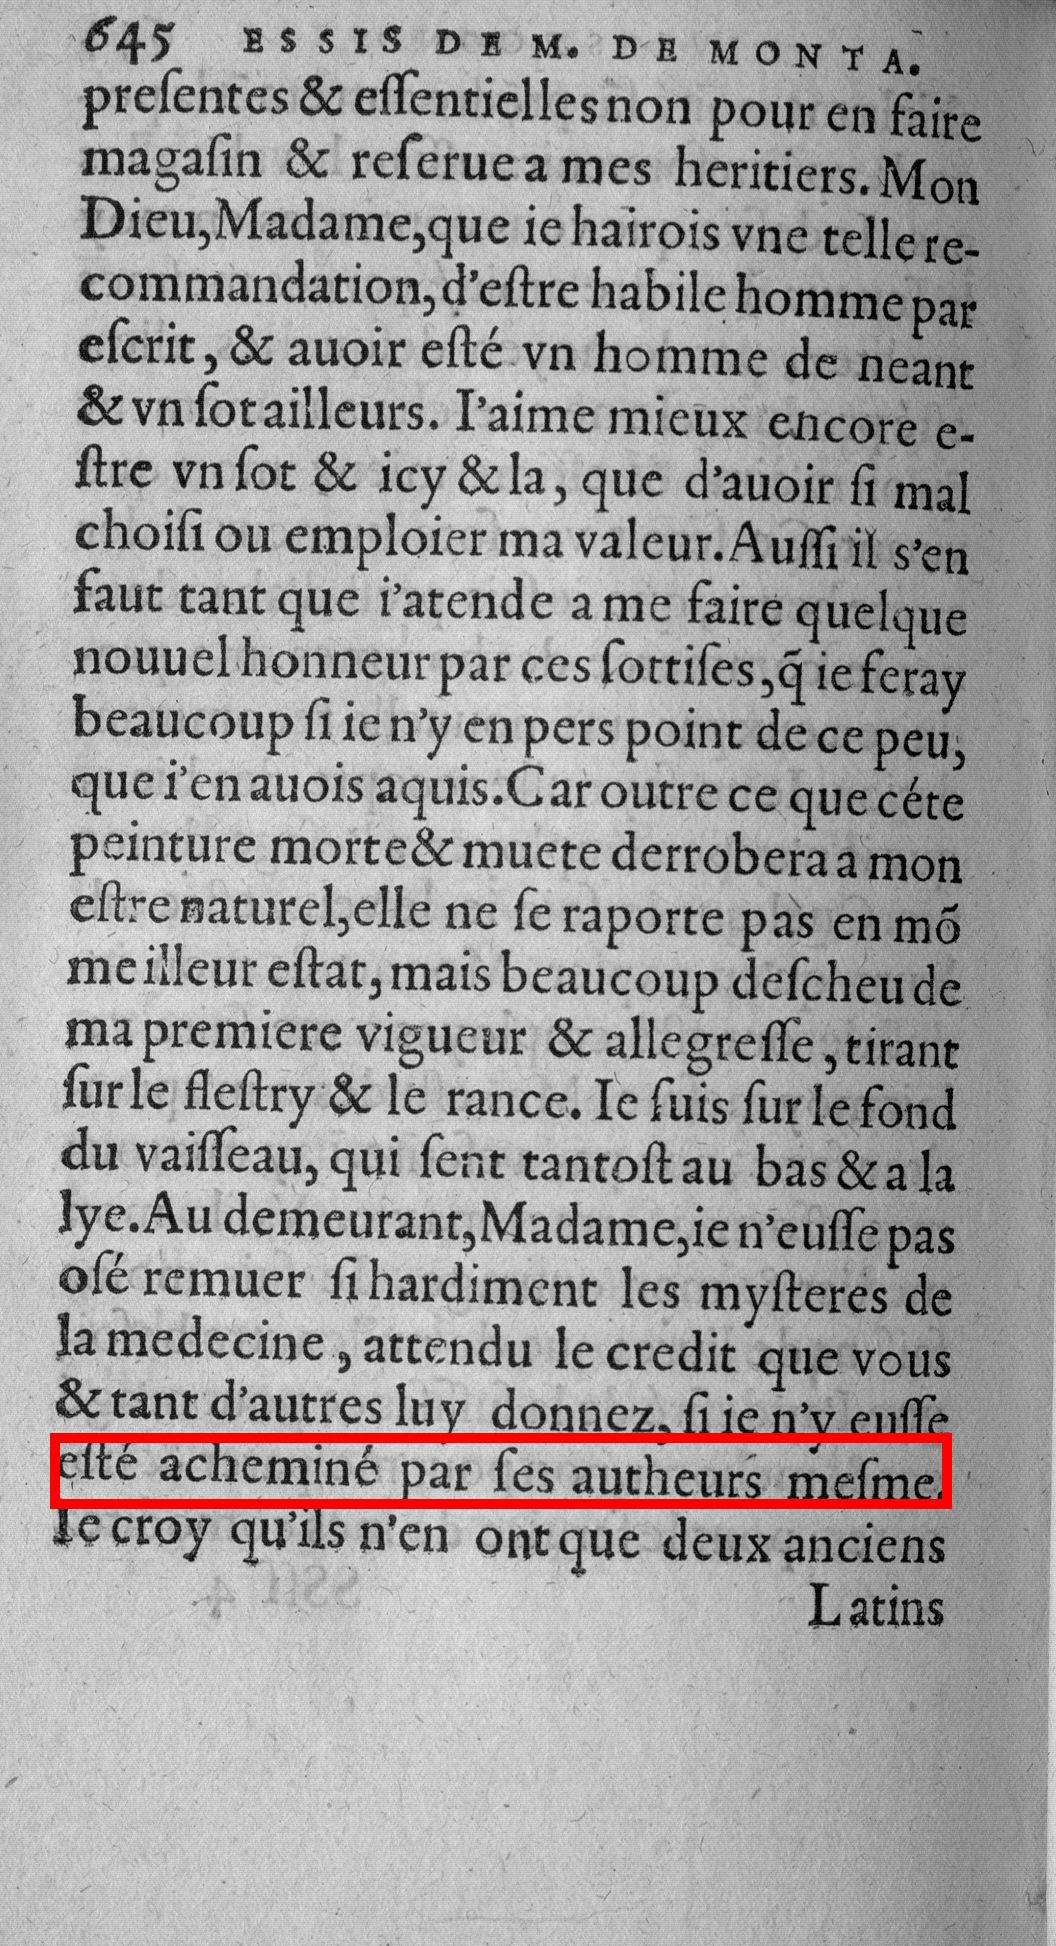 645 ESSIS DE M. DE MONTA.
preſentes & eſſentielles non pour en faire
magaſin & reſerue a mes heritiers. Mon
Dieu, Madame, que ie hairois vne telle re-
commandation, d'eſtre habile homme par
eſcrit, & auoir eſté vn homme de neant
& vn ſot ailleurs. I'aime mieux encore e-
ſtre vn ſot & icy & la, que d'auoir ſi mal
choiſi ou emploier ma valeur. Auſſi il s'en
faut tant que i'atende a me faire quelque
nouuel honneur par ces ſottiſes, q̃ ie feray
beaucoup ſi ie n'y en pers point de ce peu,
que i'en auois aquis. Car outre ce que céte
peinture morte & muete derrobera a mon
eſtre naturel, elle ne ſe raporte pas en mõ
meilleur eſtat, mais beaucoup deſcheu de
ma premiere vigueur & allegreſſe, tirant
ſur le fleſtry & le rance. Ie ſuis ſur le fond
du vaiſſeau, qui ſent tantoſt au bas & a la
lye. Au demeurant, Madame, ie n'euſſe pas
oſé remuer ſi hardiment les myſteres de
la medecine, attendu le credit que vous
& tant d'autres luy donnez, ſi ie n'y euſſe
eſté acheminé par ſes autheurs meſme.
Ie croy qu'ils n'en ont que deux anciens
Latins